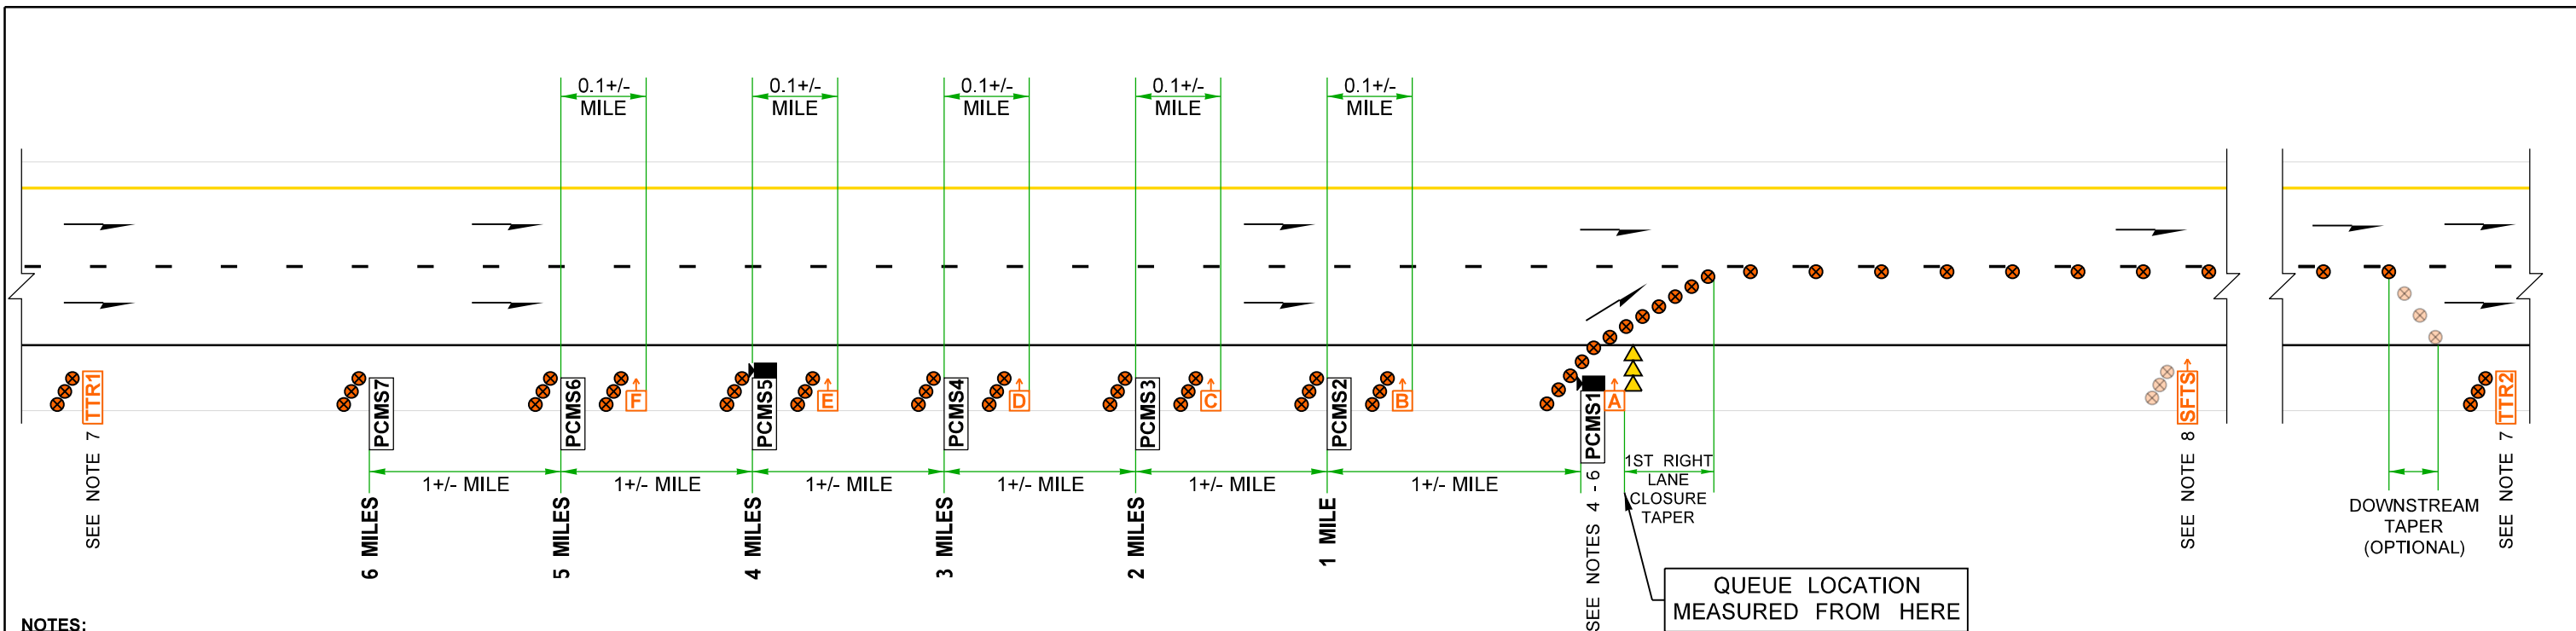 0.1+/-
MILE
0.1+/-
MILE
0.1+/-
MILE
0.1+/-
MILE
0.1+/-
MILE
TTR1
PCMS7
PCMS6
F
PCMS5
E
PCMS4
D
PCMS3
C
PCMS2
B
PCMS1
A
SFTS
TTR2
SEE NOTE 7
1+/- MILE
1+/- MILE
1+/- MILE
1+/- MILE
1+/- MILE
1+/- MILE
1ST RIGHT
LANE
CLOSURE
TAPER
SEE NOTES 4 - 6
SEE NOTE 8
DOWNSTREAM
TAPER
(OPTIONAL)
SEE NOTE 7
6 MILES
5 MILES
4 MILES
3 MILES
2 MILES
1 MILE
QUEUE LOCATION
MEASURED FROM HERE
NOTES: